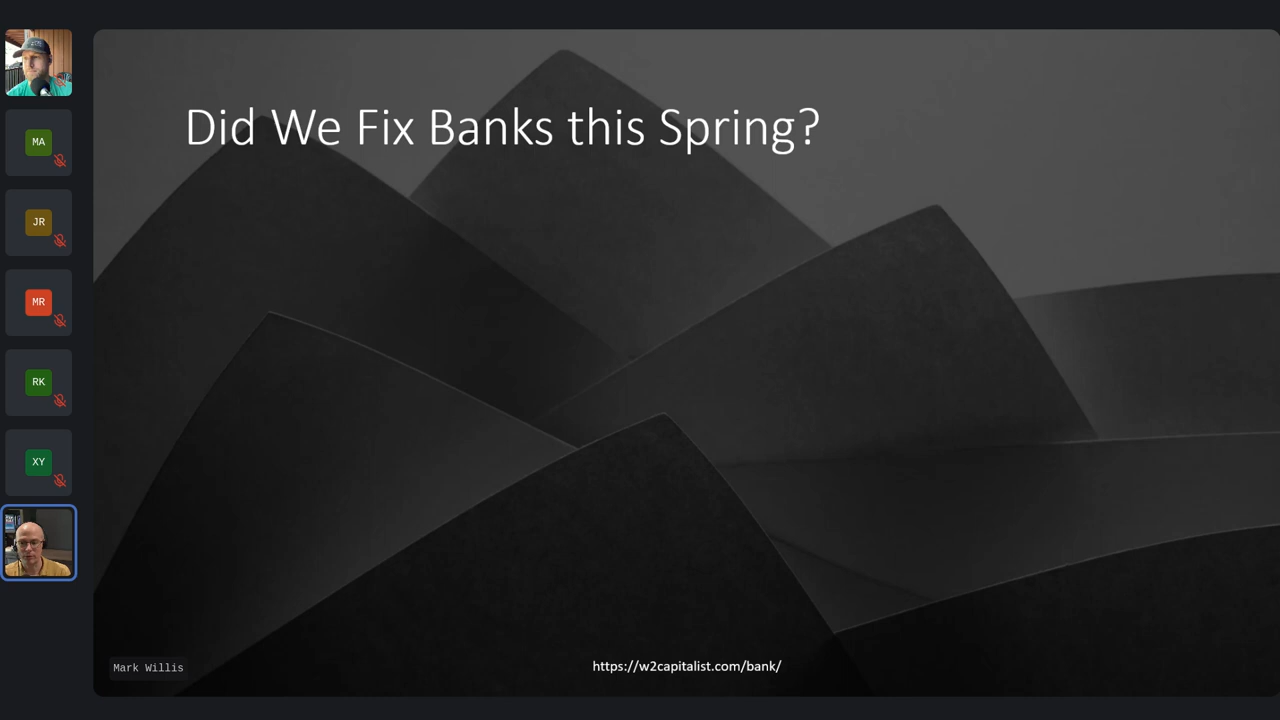 Did We Fix Banks this Spring?
MA
JR
MR
RK
XY
Mark Willis
https://w2capitalist.com/bank/